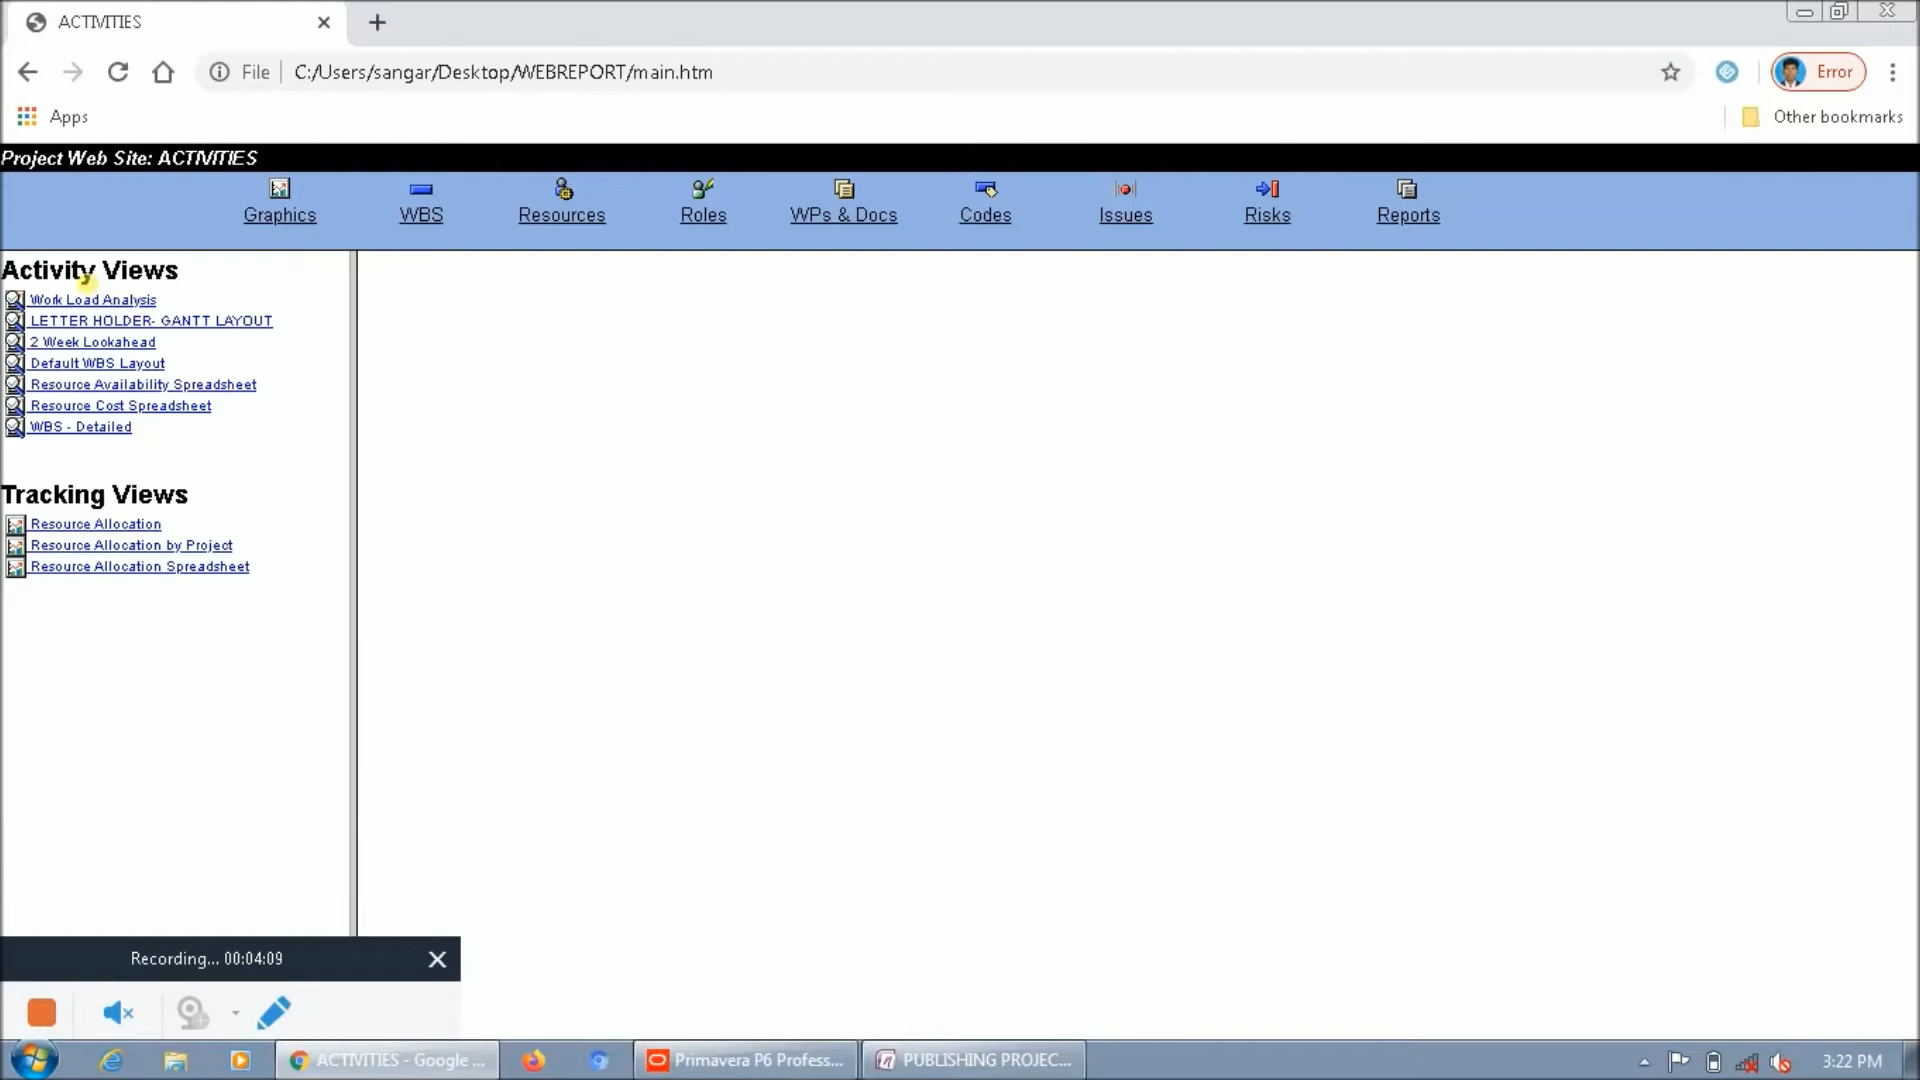 ACTIVITIES
File
C:/Users/sangar/Desktop/WEBREPORT/main.htm
Error
Apps
Other bookmarks
Project Web Site: ACTIVITIES
Graphics
WBS
Resources
Roles
WPs & Docs
Codes
Issues
Risks
Reports
Activity Views
Work Load Analysis
LETTER HOLDER- GANTT LAYOUT
2 Week Lookahead
Default WBS Layout
Resource Availability Spreadsheet
Resource Cost Spreadsheet
WBS - Detailed
Tracking Views
Resource Allocation
Resource Allocation by Project
Resource Allocation Spreadsheet
Recording... 00:04:09
ACTIVITIES - Google ...
Primavera P6 Profess...
PUBLISHING PROJEC...
3:22 PM